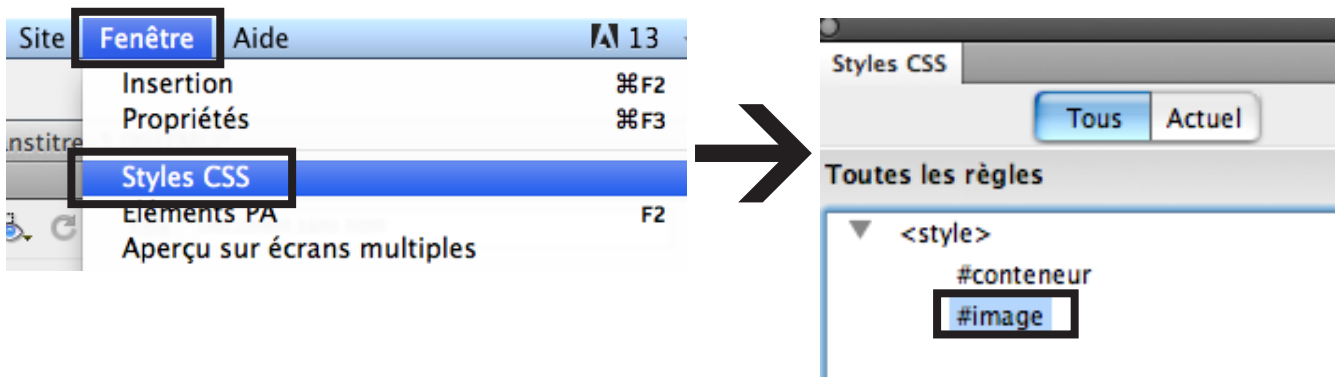 Site Fenêtre Aide 13
Insertion ⌘F2
Propriétés ⌘F3
nstitre
Styles CSS
Eléments PA F2
Aperçu sur écrans multiples
Styles CSS
Tous Actuel
Toutes les règles
<style>
#conteneur
#image